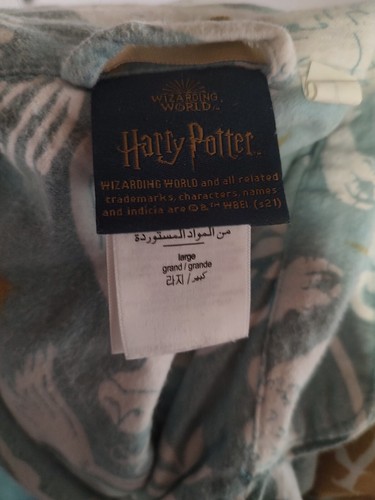 WIZARDING
WORLD
Harry Potter
WIZARDING WORLD and all related
trademarks, characters, names
and indicia are © & ™ WBEI (s21)
من المواد المستوردة
large
grand / grande
라지 / كبير